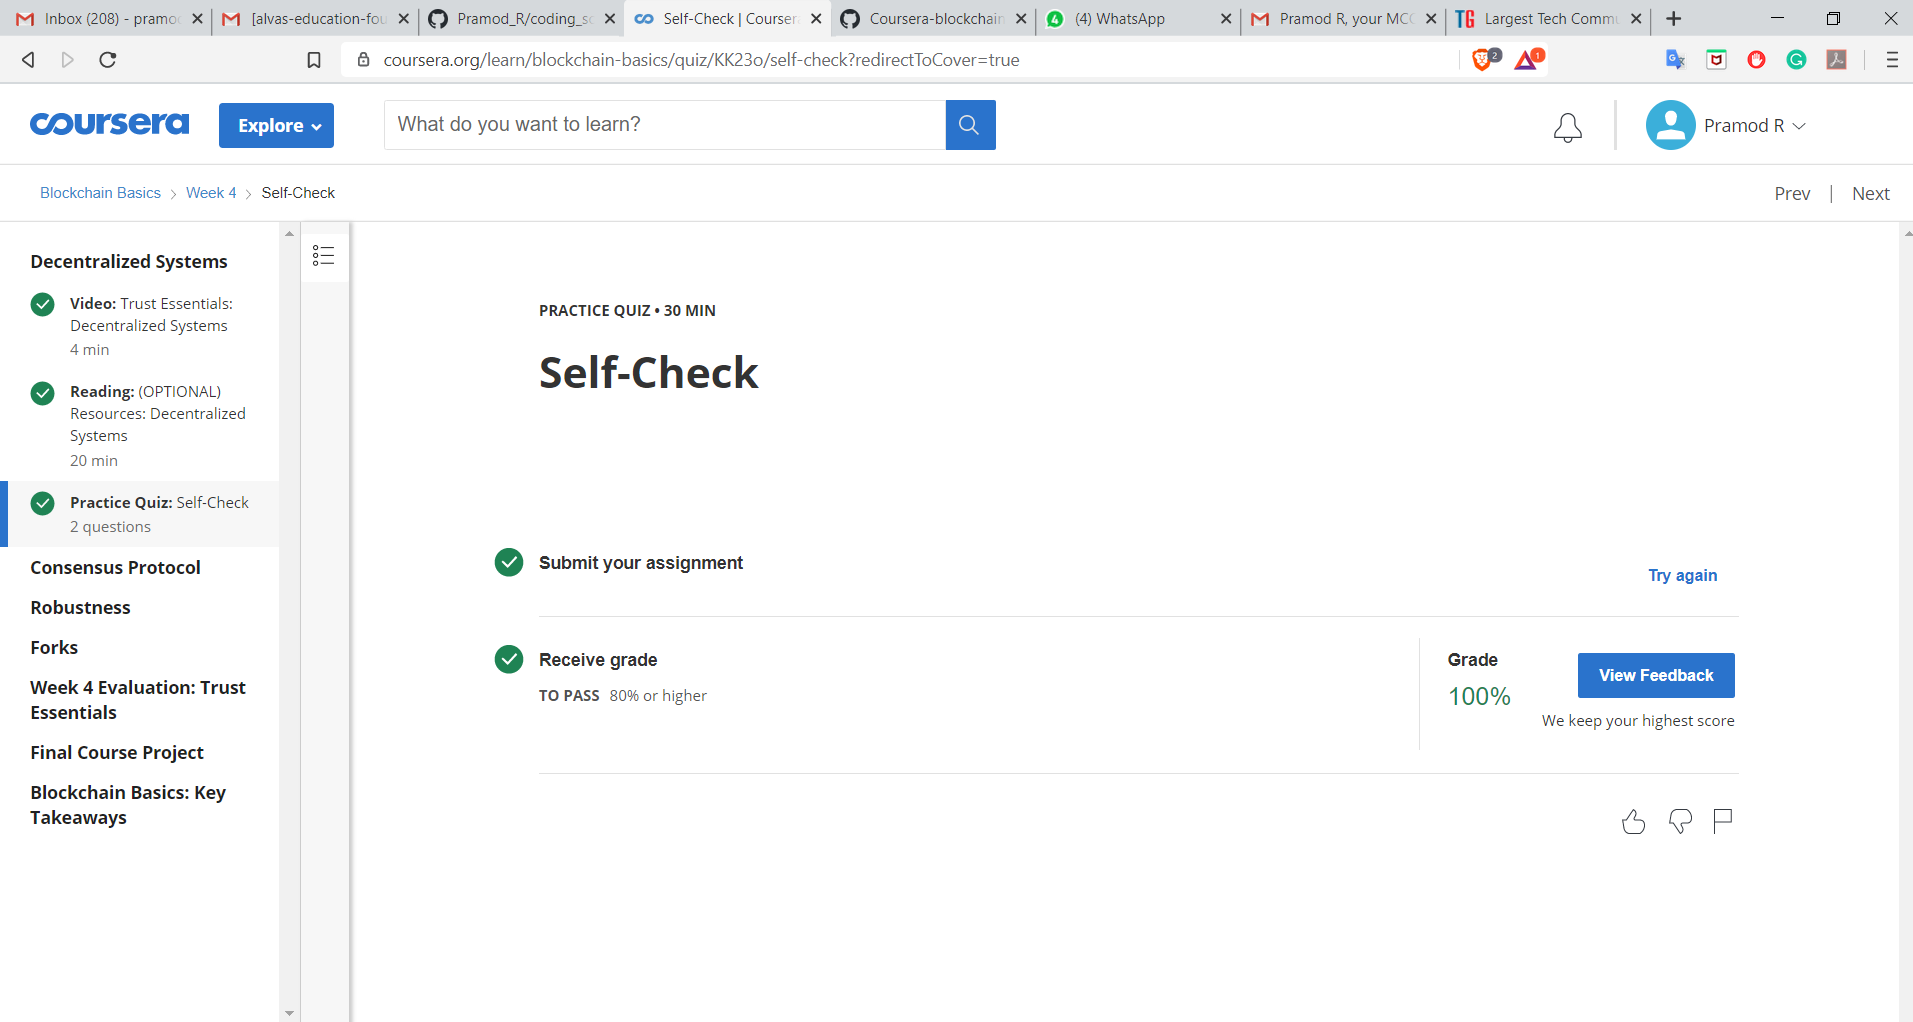 Inbox (208) - pramo
[alvas-education-fou
Pramod_R/coding_so
Self-Check | Coursera
Coursera-blockchain
(4) WhatsApp
Pramod R, your MCC
Largest Tech Commu
coursera.org/learn/blockchain-basics/quiz/KK23o/self-check?redirectToCover=true
2
1
coursera
Explore
What do you want to learn?
Pramod R
Blockchain Basics > Week 4 > Self-Check
Prev | Next
Decentralized Systems
Video: Trust Essentials:
Decentralized Systems
4 min
Reading: (OPTIONAL)
Resources: Decentralized
Systems
20 min
Practice Quiz: Self-Check
2 questions
Consensus Protocol
Robustness
Forks
Week 4 Evaluation: Trust
Essentials
Final Course Project
Blockchain Basics: Key
Takeaways
PRACTICE QUIZ • 30 MIN
Self-Check
Submit your assignment
Try again
Receive grade
TO PASS 80% or higher
Grade
100%
View Feedback
We keep your highest score